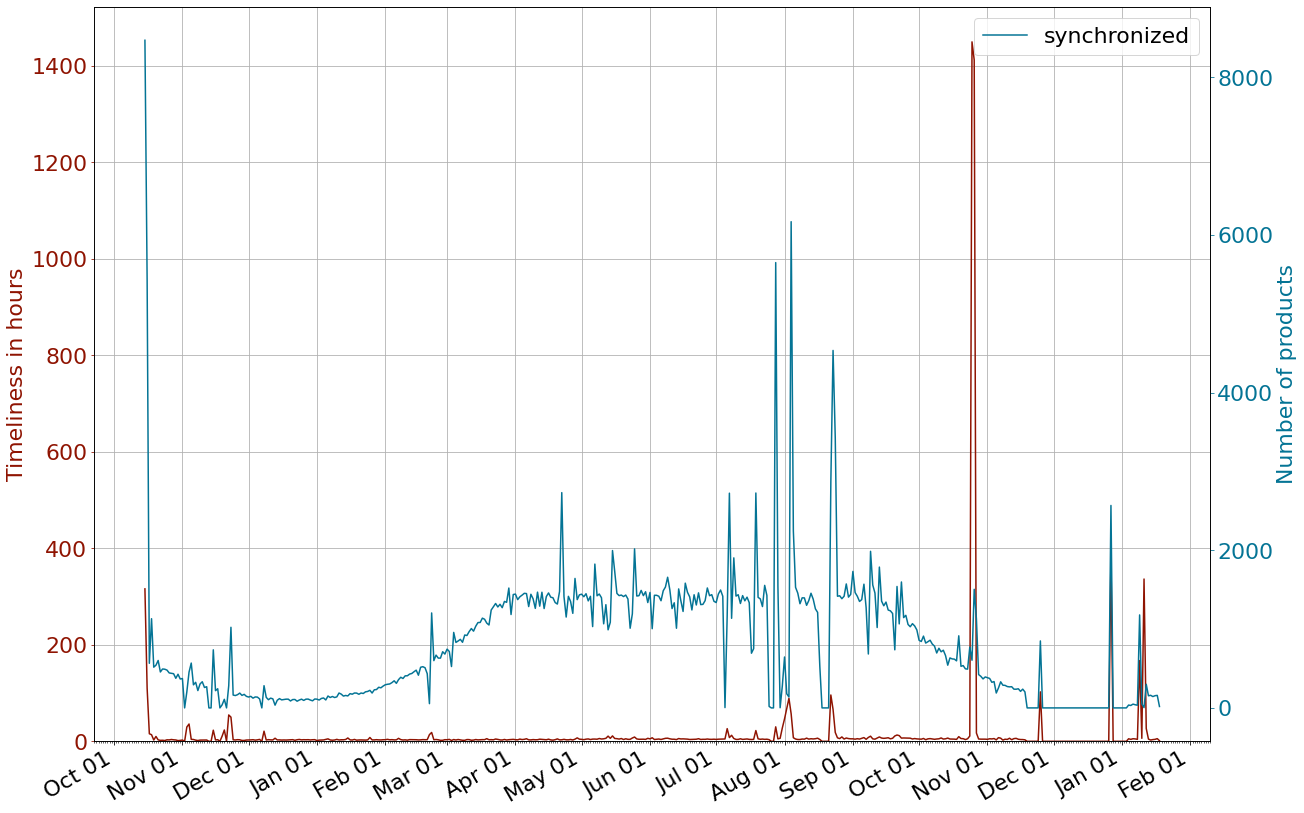 synchronized
Timeliness in hours
1400
1200
1000
800
600
400
200
0
Number of products
8000
6000
4000
2000
0
Oct 01
Nov 01
Dec 01
Jan 01
Feb 01
Mar 01
Apr 01
May 01
Jun 01
Jul 01
Aug 01
Sep 01
Oct 01
Nov 01
Dec 01
Jan 01
Feb 01